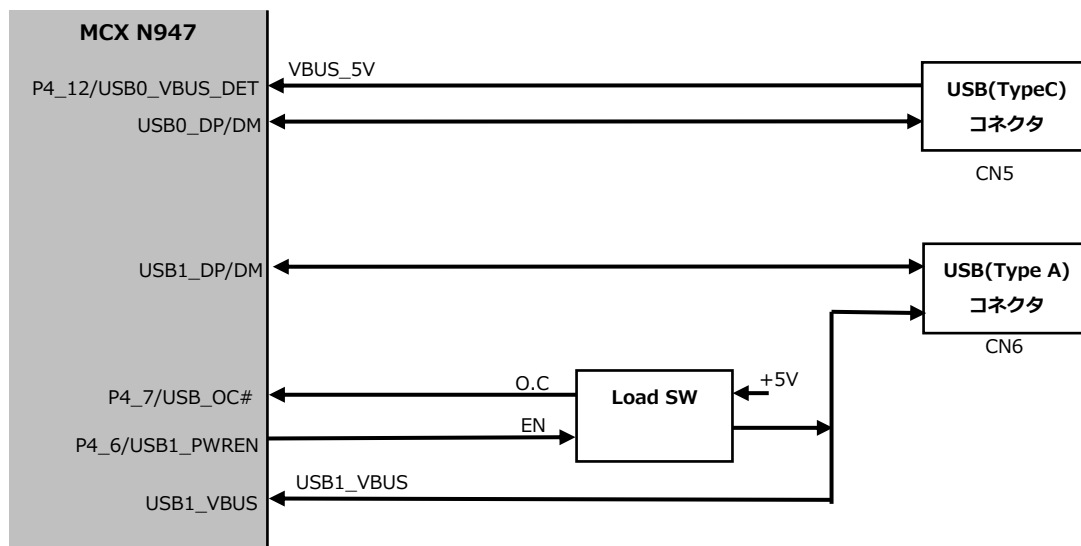 MCX N947
VBUS_5V
P4_12/USB0_VBUS_DET
USB0_DP/DM
USB(TypeC)
コネクタ
CN5
USB1_DP/DM
USB(Type A)
コネクタ
CN6
O.C
+5V
P4_7/USB_OC#
Load SW
EN
P4_6/USB1_PWREN
USB1_VBUS
USB1_VBUS